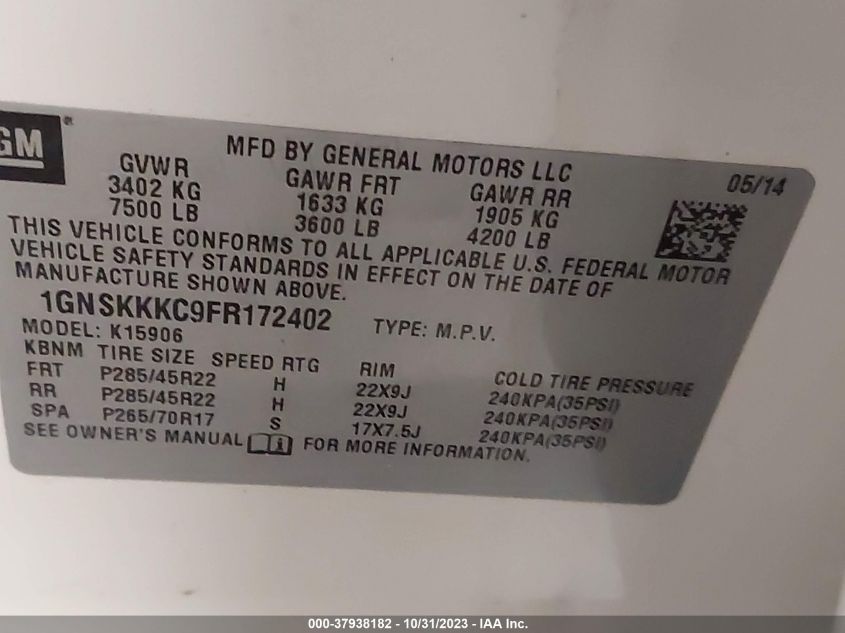 GM®
MFD BY GENERAL MOTORS LLC 05/14
GVWR GAWR FRT GAWR RR
3402 KG 1633 KG 1905 KG
7500 LB 3600 LB 4200 LB
THIS VEHICLE CONFORMS TO ALL APPLICABLE U.S. FEDERAL MOTOR
VEHICLE SAFETY STANDARDS IN EFFECT ON THE DATE OF
MANUFACTURE SHOWN ABOVE.
1GNSKKKC9FR172402 TYPE: M.P.V.
MODEL: K15906
KBNM TIRE SIZE SPEED RTG RIM COLD TIRE PRESSURE
FRT P285/45R22 H 22X9J 240KPA(35PSI)
RR P285/45R22 H 22X9J 240KPA(35PSI)
SPA P265/70R17 S 17X7.5J 240KPA(35PSI)
SEE OWNER'S MANUAL FOR MORE INFORMATION.
000-37938182 - 10/31/2023 - IAA Inc.